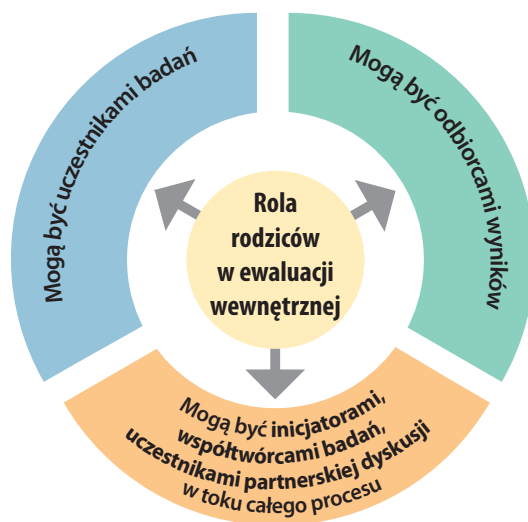 Mogą być uczestnikami badań
Mogą być odbiorcami wyników
Rola
rodziców
w ewaluacji
wewnętrznej
Mogą być inicjatorami,
współtwórcami badań,
uczestnikami partnerskiej dyskusji
w toku całego procesu